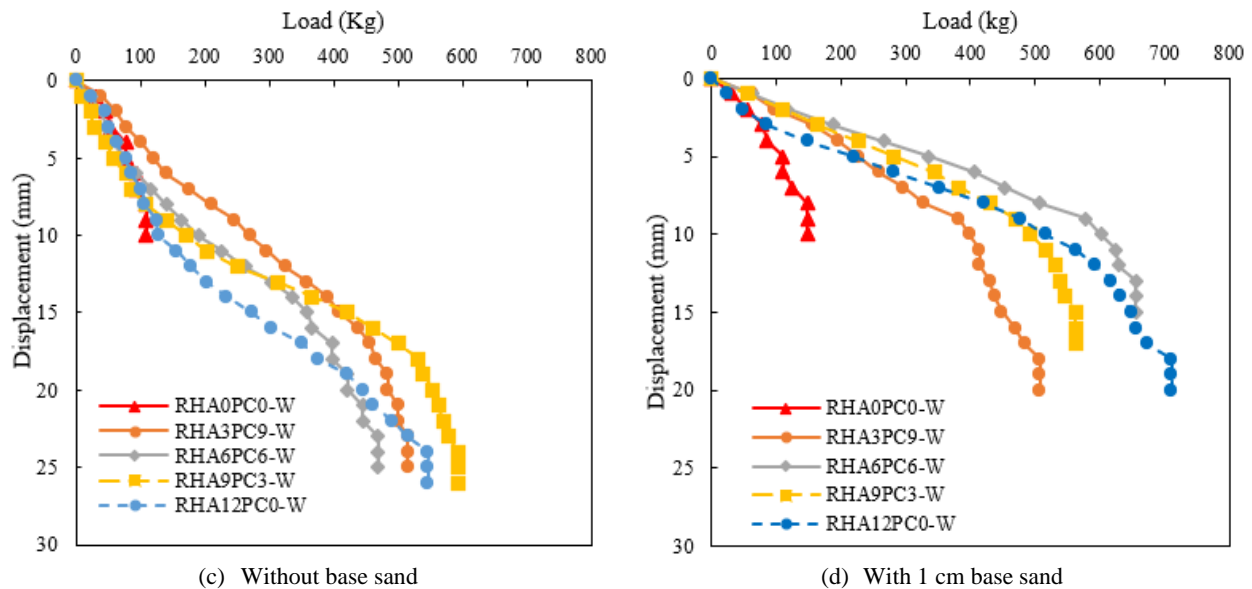 Load (Kg)
0 100 200 300 400 500 600 700 800
0
5
10
15
20
25
30
Displacement (mm)
RHA0PC0-W
RHA3PC9-W
RHA6PC6-W
RHA9PC3-W
RHA12PC0-W
(c) Without base sand
Load (kg)
0 100 200 300 400 500 600 700 800
0
5
10
15
20
25
30
Displacement (mm)
RHA0PC0-W
RHA3PC9-W
RHA6PC6-W
RHA9PC3-W
RHA12PC0-W
(d) With 1 cm base sand